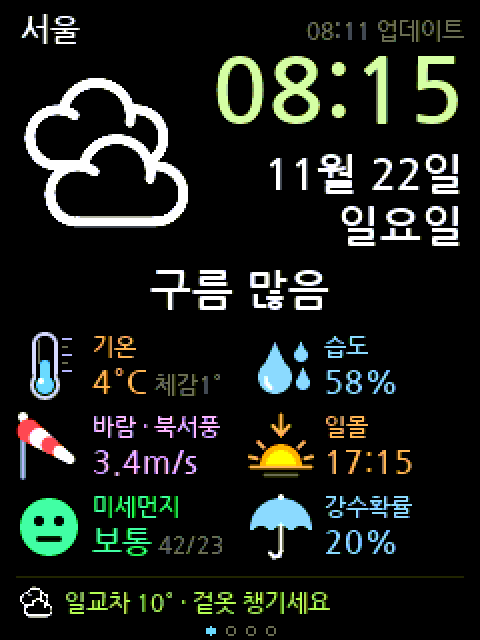 서울
08:11 업데이트
08:15
11월 22일
일요일
구름 많음
기온
4°C 체감1°
습도
58%
바람 · 북서풍
3.4m/s
일몰
17:15
미세먼지
보통 42/23
강수확률
20%
일교차 10° · 겉옷 챙기세요